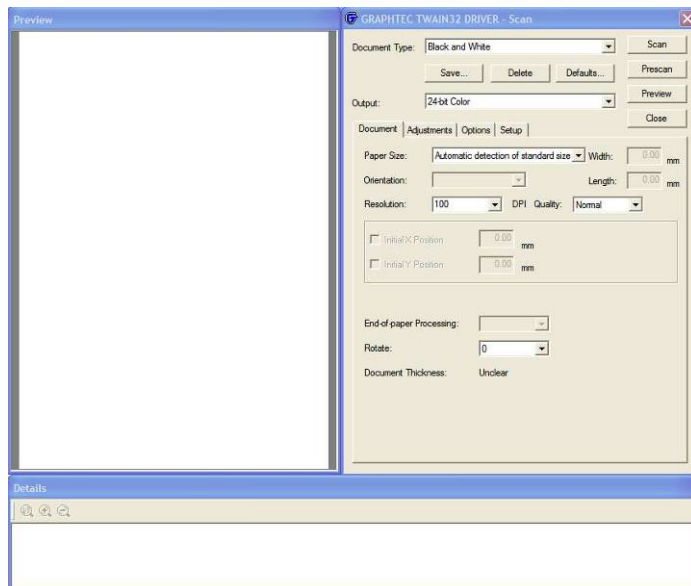 Preview
GRAPHTEC TWAIN32 DRIVER - Scan
Document Type: Black and White Scan
Save... Delete Defaults... Prescan
Output: 24-bit Color Preview
Close
Document Adjustments Options Setup
Paper Size: Automatic detection of standard size Width: 0.00 mm
Orientation: Length: 0.00 mm
Resolution: 100 DPI Quality: Normal
Initial X Position 0.00 mm
Initial Y Position 0.00 mm
End-of-paper Processing:
Rotate: 0
Document Thickness: Unclear
Details